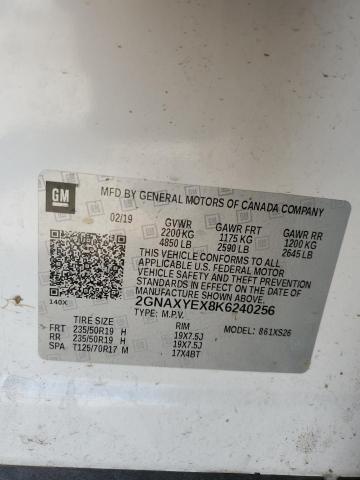 GM
MFD BY GENERAL MOTORS OF CANADA COMPANY
02/19 GVWR GAWR FRT GAWR RR
2200 KG 1175 KG 1200 KG
4850 LB 2590 LB 2645 LB
THIS VEHICLE CONFORMS TO ALL
APPLICABLE U.S. FEDERAL MOTOR
VEHICLE SAFETY AND THEFT PREVENTION
STANDARDS IN EFFECT ON THE DATE OF
MANUFACTURE SHOWN ABOVE.
140X 2GNAXYEX8K6240256
TYPE: M.P.V. MODEL: 861XS26
TIRE SIZE RIM
FRT 235/50R19 H 19X7.5J
RR 235/50R19 H 19X7.5J
SPA T125/70R17 M 17X4BT